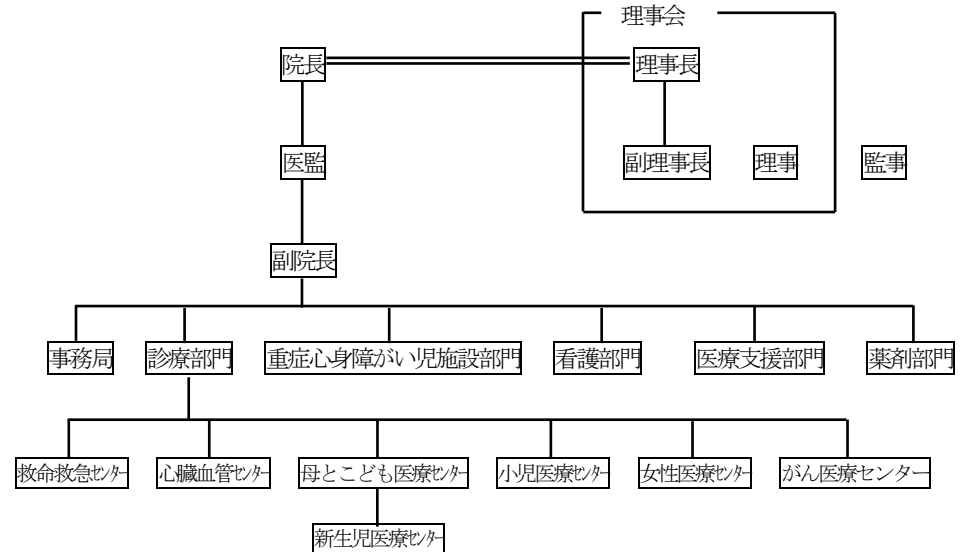 理事会
院長
理事長
医監
副理事長
理事
監事
副院長
事務局
診療部門
重症心身障がい児施設部門
看護部門
医療支援部門
薬剤部門
救命救急センター
心臓血管センター
母とこども医療センター
小児医療センター
女性医療センター
がん医療センター
新生児医療センター